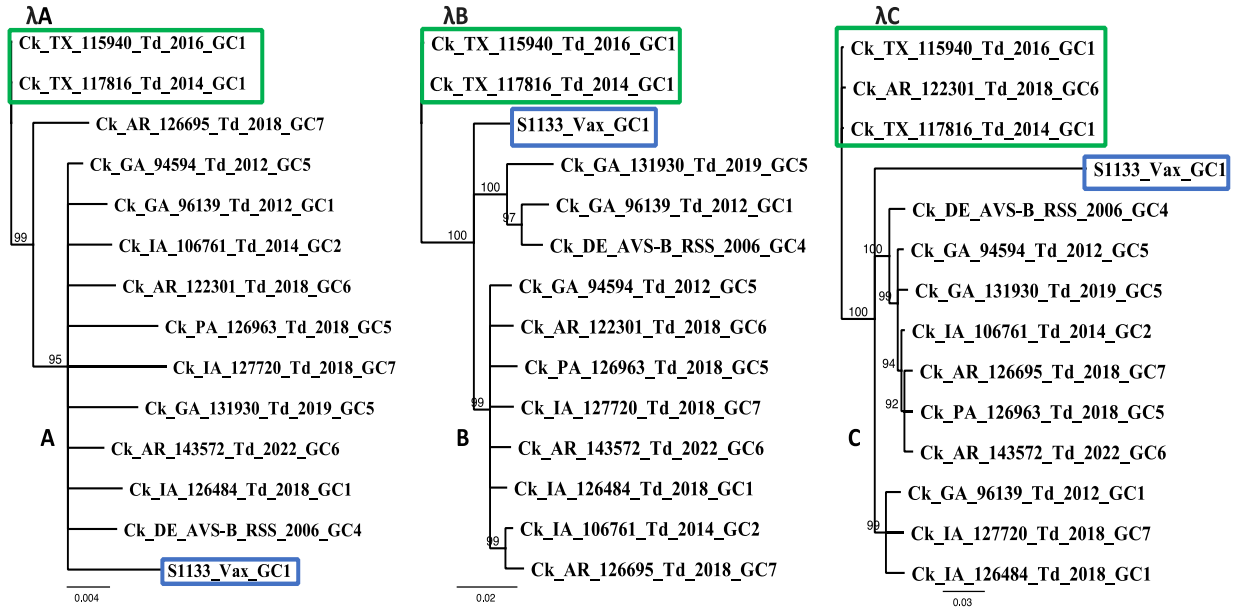 λA
Ck_TX_115940_Td_2016_GC1
Ck_TX_117816_Td_2014_GC1
Ck_AR_126695_Td_2018_GC7
Ck_GA_94594_Td_2012_GC5
Ck_GA_96139_Td_2012_GC1
Ck_IA_106761_Td_2014_GC2
99
Ck_AR_122301_Td_2018_GC6
Ck_PA_126963_Td_2018_GC5
95
Ck_IA_127720_Td_2018_GC7
Ck_GA_131930_Td_2019_GC5
A
Ck_AR_143572_Td_2022_GC6
Ck_IA_126484_Td_2018_GC1
Ck_DE_AVS-B_RSS_2006_GC4
S1133_Vax_GC1
0.004
λB
Ck_TX_115940_Td_2016_GC1
Ck_TX_117816_Td_2014_GC1
S1133_Vax_GC1
Ck_GA_131930_Td_2019_GC5
100
Ck_GA_96139_Td_2012_GC1
97
100
Ck_DE_AVS-B_RSS_2006_GC4
Ck_GA_94594_Td_2012_GC5
Ck_AR_122301_Td_2018_GC6
Ck_PA_126963_Td_2018_GC5
99
Ck_IA_127720_Td_2018_GC7
B
Ck_AR_143572_Td_2022_GC6
Ck_IA_126484_Td_2018_GC1
Ck_IA_106761_Td_2014_GC2
99
Ck_AR_126695_Td_2018_GC7
0.02
λC
Ck_TX_115940_Td_2016_GC1
Ck_AR_122301_Td_2018_GC6
Ck_TX_117816_Td_2014_GC1
S1133_Vax_GC1
Ck_DE_AVS-B_RSS_2006_GC4
100
Ck_GA_94594_Td_2012_GC5
99
Ck_GA_131930_Td_2019_GC5
100
Ck_IA_106761_Td_2014_GC2
94
Ck_AR_126695_Td_2018_GC7
92
Ck_PA_126963_Td_2018_GC5
C
Ck_AR_143572_Td_2022_GC6
Ck_GA_96139_Td_2012_GC1
99
Ck_IA_127720_Td_2018_GC7
Ck_IA_126484_Td_2018_GC1
0.03